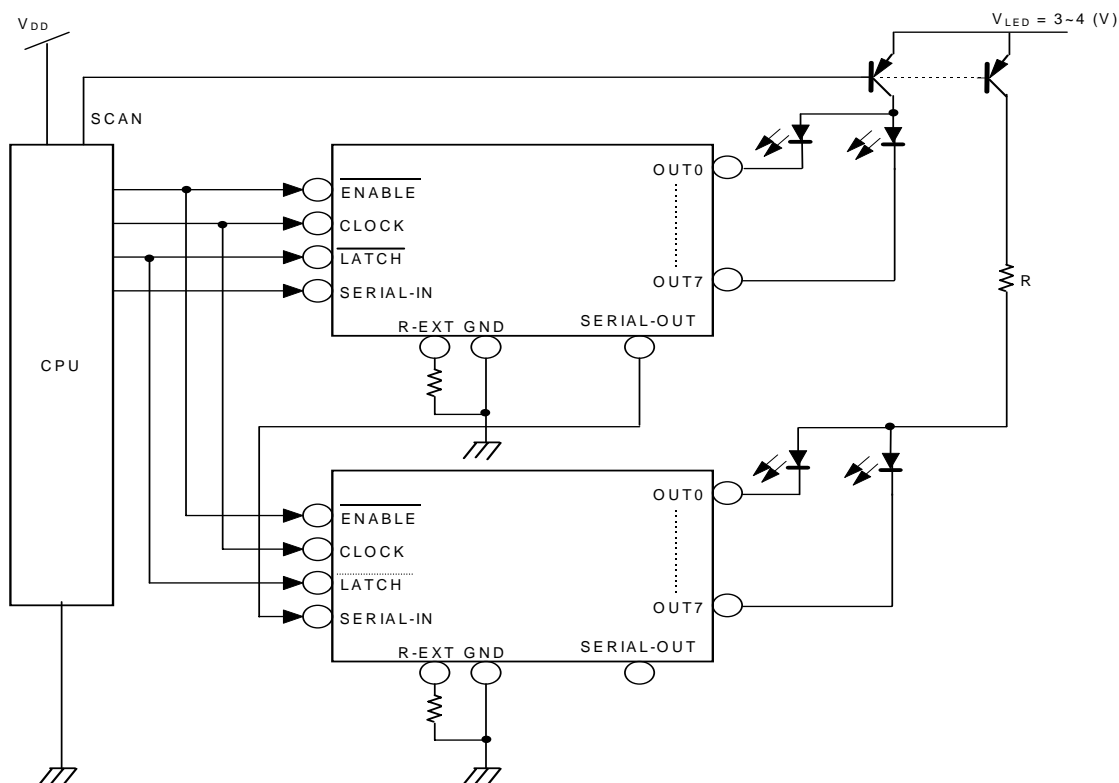 VDD
VLED = 3~4 (V)
SCAN
CPU
ENABLE
CLOCK
LATCH
SERIAL-IN
OUT0
OUT7
R-EXT GND
SERIAL-OUT
R
ENABLE
CLOCK
LATCH
SERIAL-IN
OUT0
OUT7
R-EXT GND
SERIAL-OUT